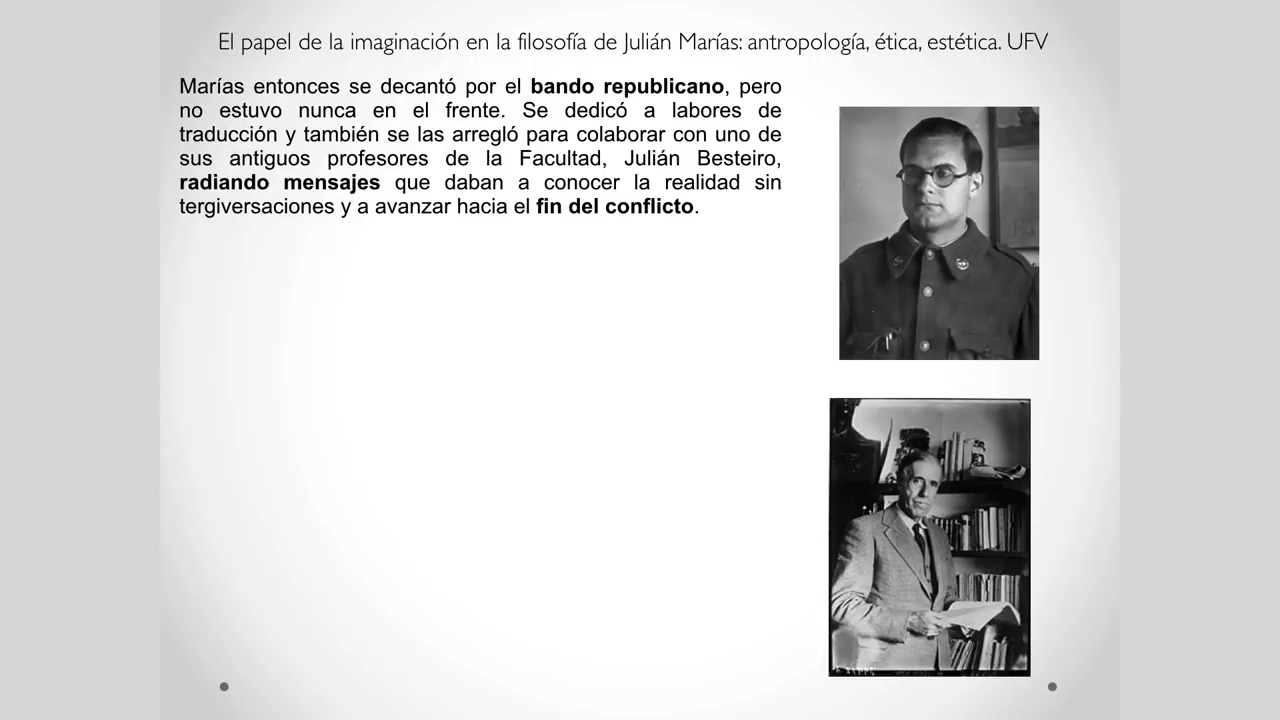 El papel de la imaginación en la filosofía de Julián Marías: antropología, ética, estética. UFV
Marías entonces se decantó por el bando republicano, pero
no estuvo nunca en el frente. Se dedicó a labores de
traducción y también se las arregló para colaborar con uno de
sus antiguos profesores de la Facultad, Julián Besteiro,
radiando mensajes que daban a conocer la realidad sin
tergiversaciones y a avanzar hacia el fin del conflicto.